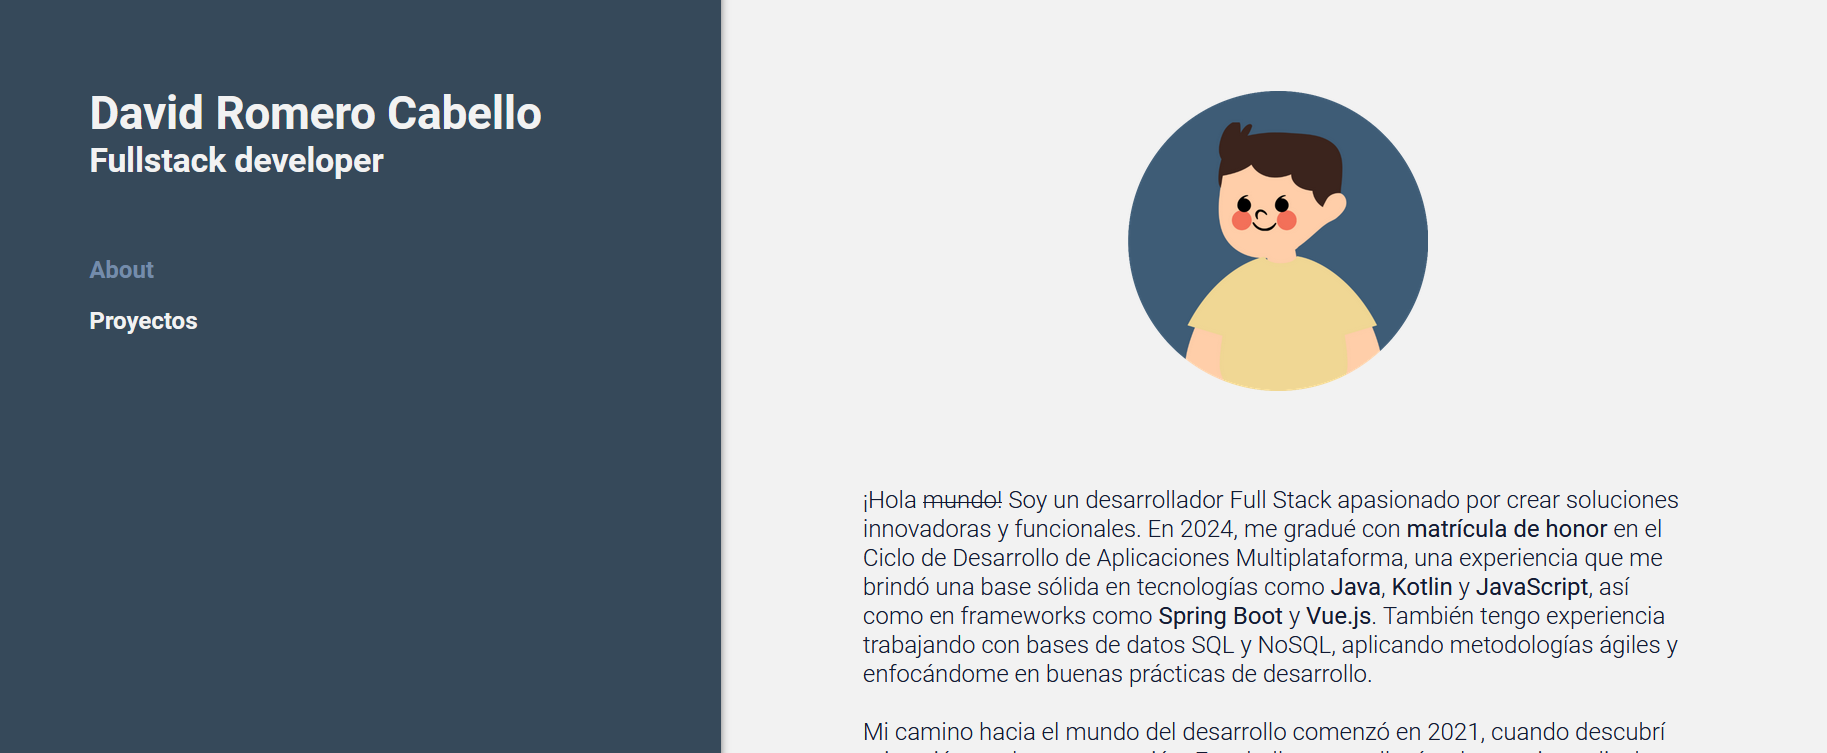 David Romero Cabello
Fullstack developer
About
Proyectos
¡Hola mundo! Soy un desarrollador Full Stack apasionado por crear soluciones
innovadoras y funcionales. En 2024, me gradué con matrícula de honor en el
Ciclo de Desarrollo de Aplicaciones Multiplataforma, una experiencia que me
brindó una base sólida en tecnologías como Java, Kotlin y JavaScript, así
como en frameworks como Spring Boot y Vue.js. También tengo experiencia
trabajando con bases de datos SQL y NoSQL, aplicando metodologías ágiles y
enfocándome en buenas prácticas de desarrollo.
Mi camino hacia el mundo del desarrollo comenzó en 2021, cuando descubrí